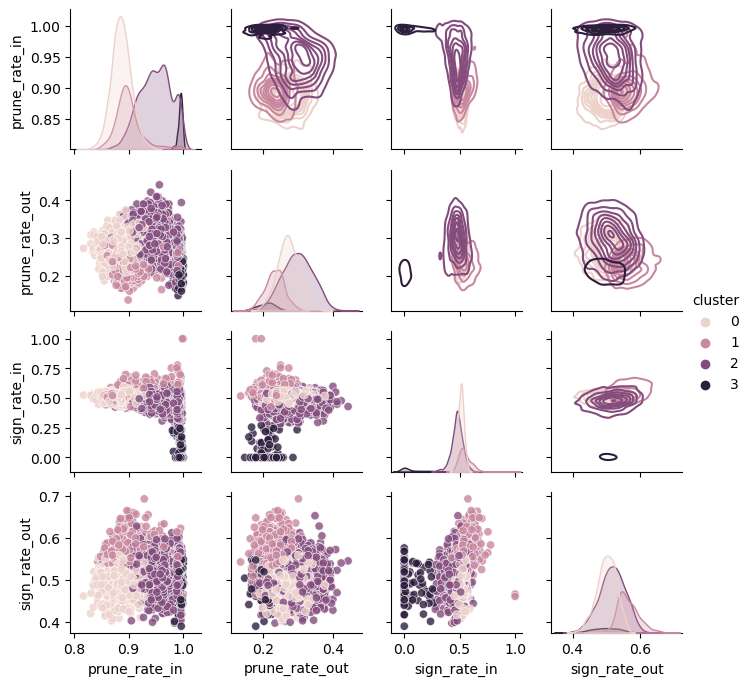 prune_rate_in
1.00
0.95
0.90
0.85
prune_rate_out
0.4
0.3
0.2
cluster
0
1
2
3
sign_rate_in
1.00
0.75
0.50
0.25
0.00
sign_rate_out
0.7
0.6
0.5
0.4
0.8 0.9 1.0
0.2 0.4
0.0 0.5 1.0
0.4 0.6
prune_rate_in prune_rate_out sign_rate_in sign_rate_out